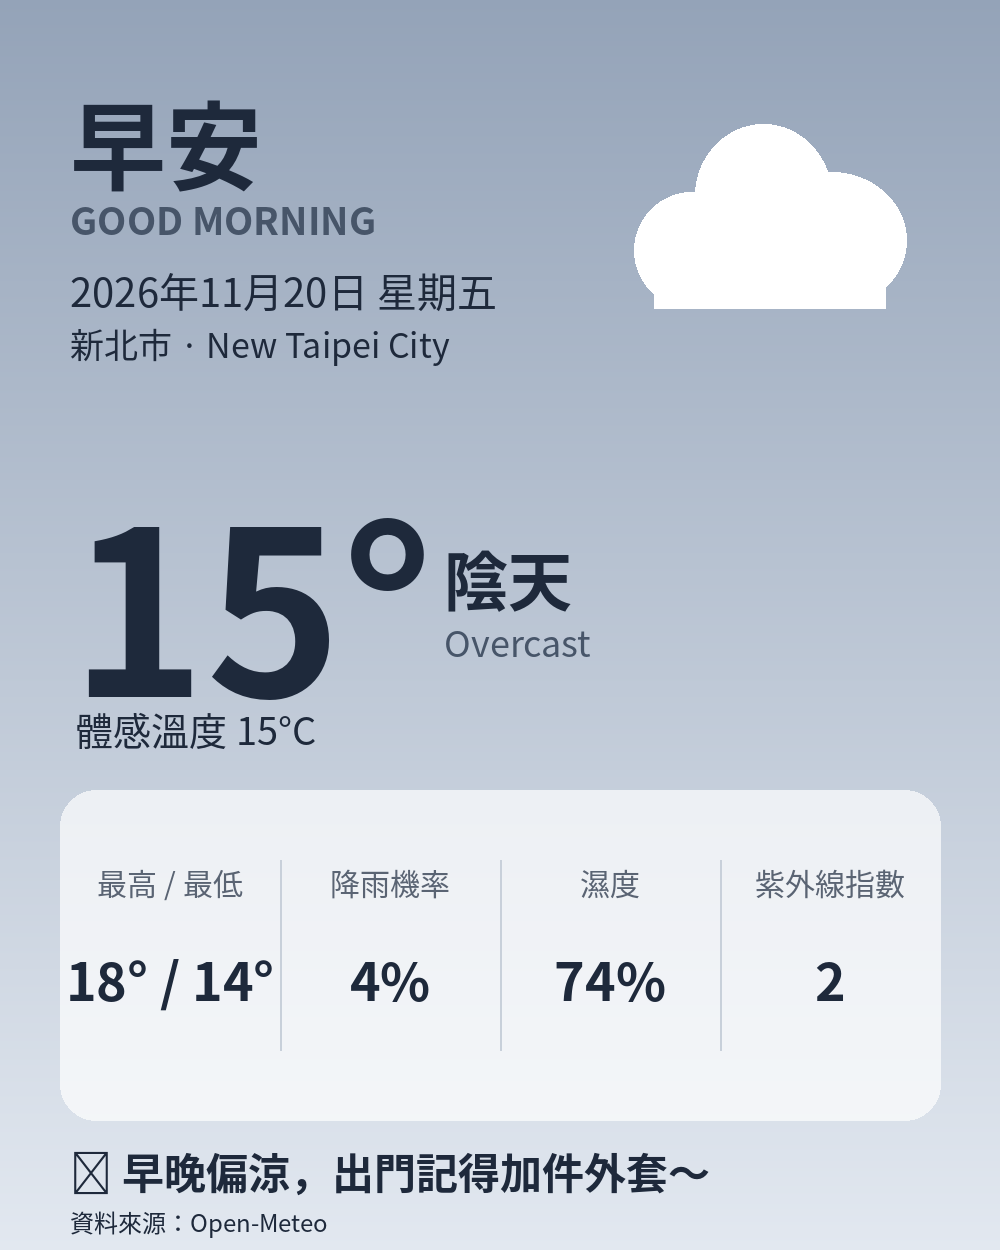 早安
GOOD MORNING
2026年11月20日 星期五
新北市 · New Taipei City
15° 陰天
Overcast
體感溫度 15°C
最高 / 最低 降雨機率 濕度 紫外線指數
18° / 14° 4% 74% 2
早晚偏涼，出門記得加件外套～
資料來源：Open-Meteo